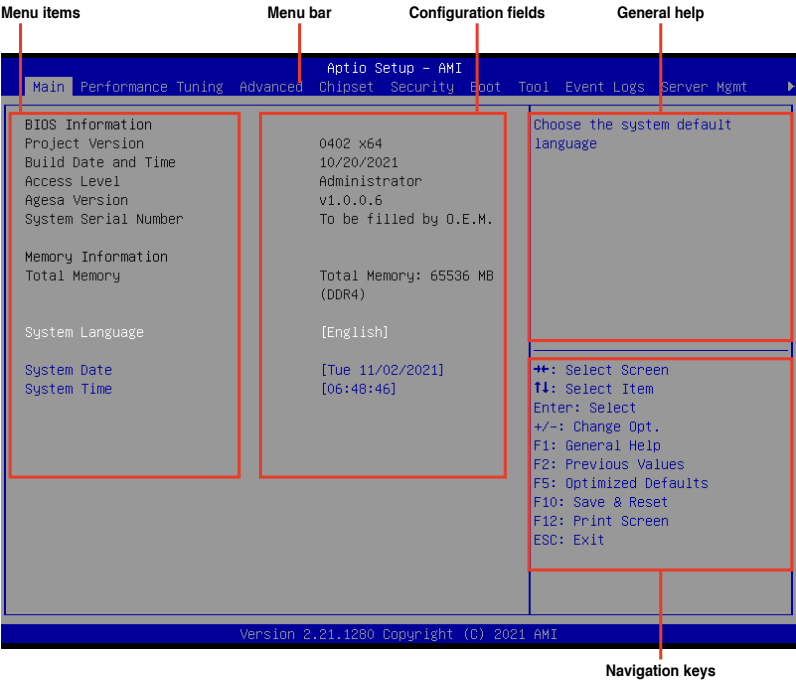 Menu items Menu bar Configuration fields General help
Aptio Setup – AMI
Main Performance Tuning Advanced Chipset Security Boot Tool Event Logs Server Mgmt
BIOS Information
Project Version 0402 x64
Build Date and Time 10/20/2021
Access Level Administrator
Agesa Version v1.0.0.6
System Serial Number To be filled by O.E.M.
Memory Information
Total Memory Total Memory: 65536 MB
(DDR4)
System Language [English]
System Date [Tue 11/02/2021]
System Time [06:48:46]
Choose the system default
language
→←: Select Screen
↑↓: Select Item
Enter: Select
+/-: Change Opt.
F1: General Help
F2: Previous Values
F5: Optimized Defaults
F10: Save & Reset
F12: Print Screen
ESC: Exit
Version 2.21.1280 Copyright (C) 2021 AMI
Navigation keys